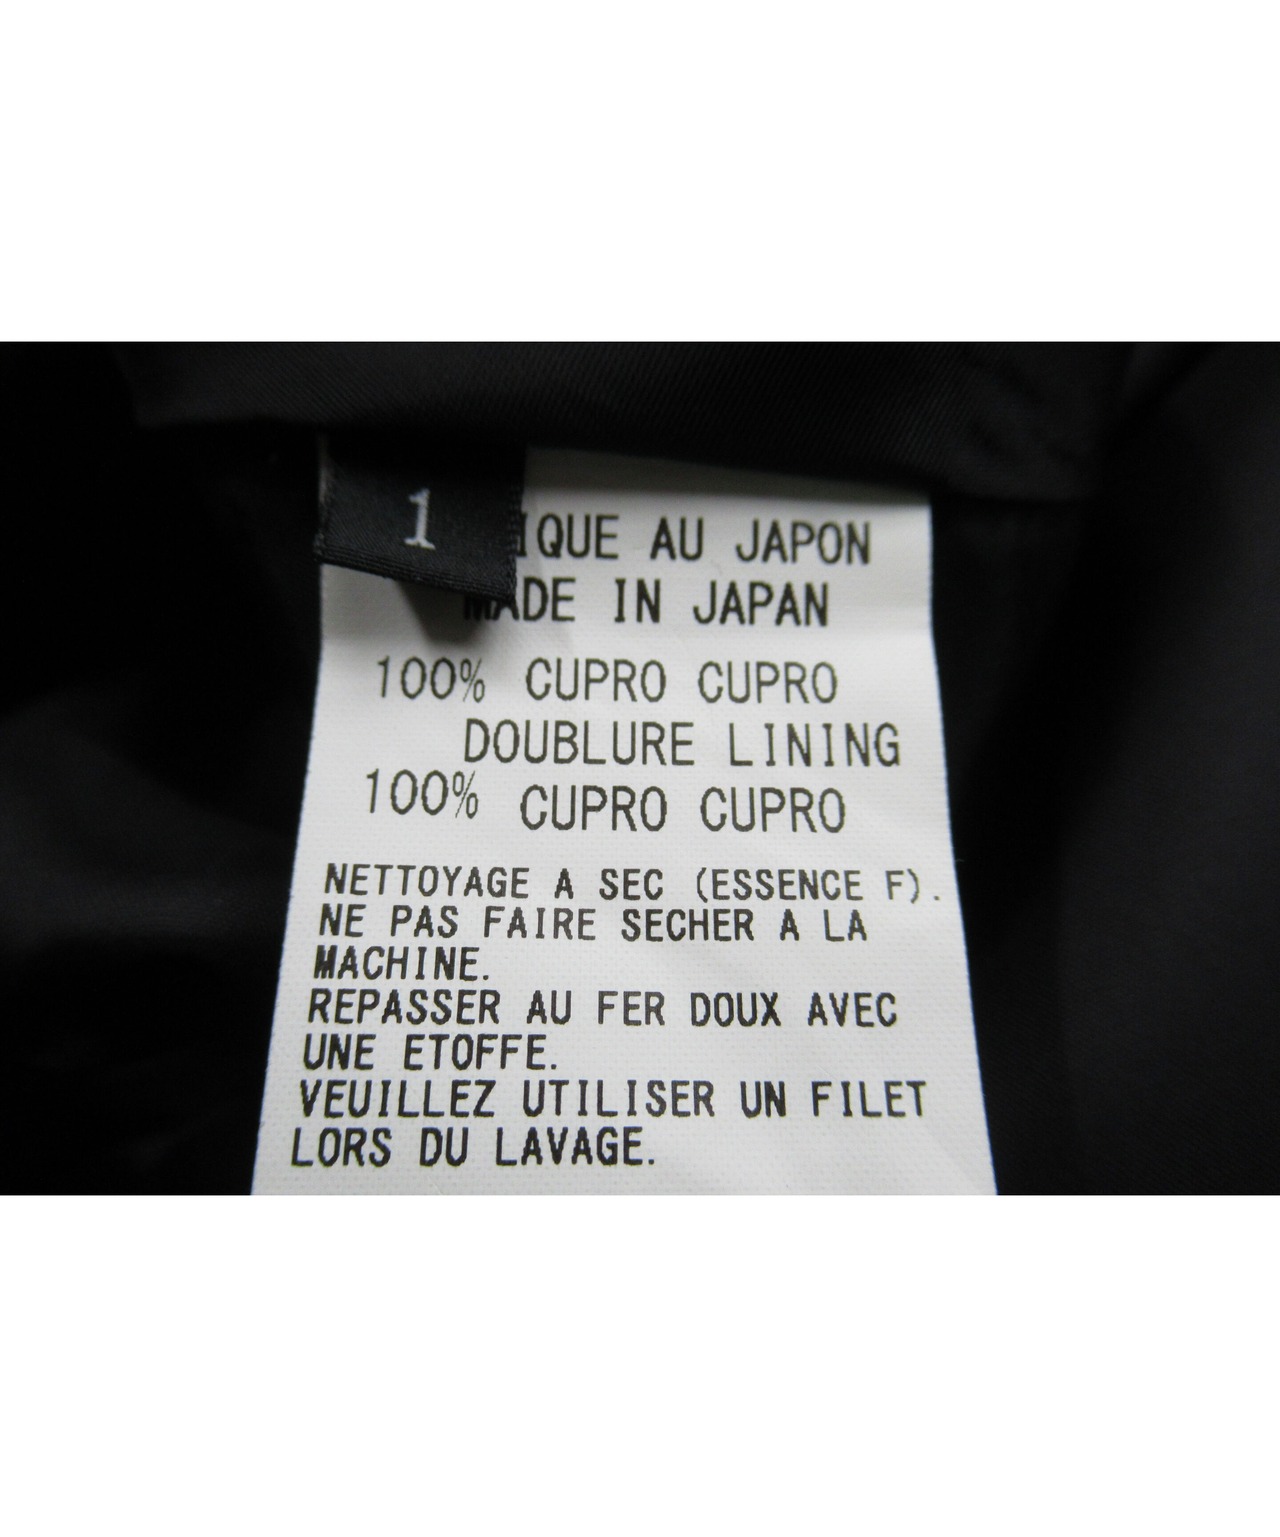 1
IQUE AU JAPON
MADE IN JAPAN
100% CUPRO CUPRO
DOUBLURE LINING
100% CUPRO CUPRO
NETTOYAGE A SEC (ESSENCE F).
NE PAS FAIRE SECHER A LA
MACHINE.
REPASSER AU FER DOUX AVEC
UNE ETOFFE.
VEUILLEZ UTILISER UN FILET
LORS DU LAVAGE.